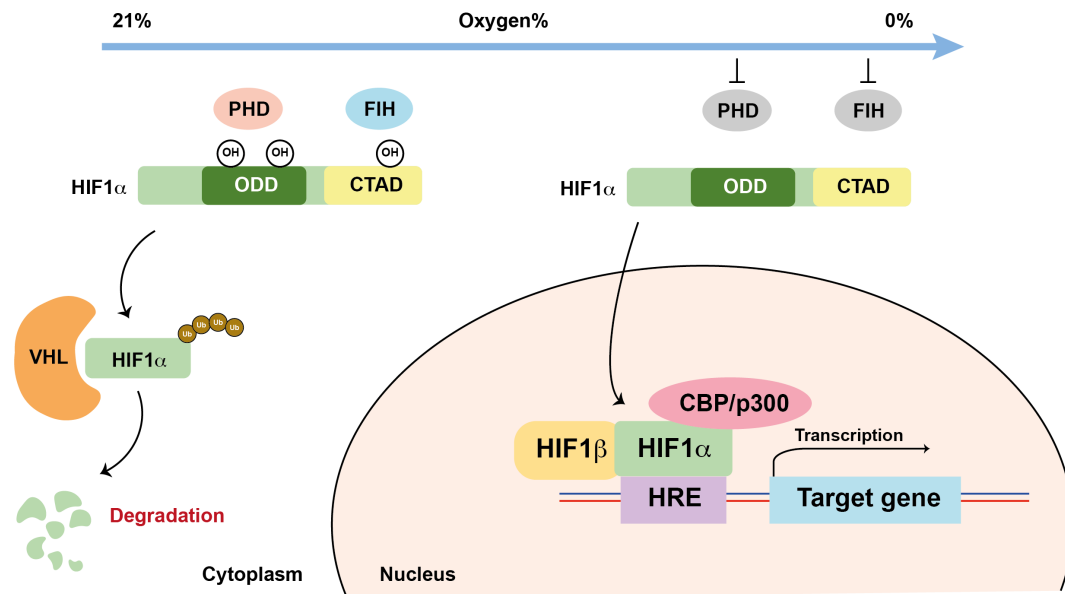 21% Oxygen% 0%
PHD FIH PHD FIH
OH OH OH
HIF1α ODD CTAD HIF1α ODD CTAD
Ub Ub Ub Ub
VHL HIF1α
CBP/p300
HIF1β HIF1α Transcription
HRE Target gene
Degradation
Cytoplasm Nucleus